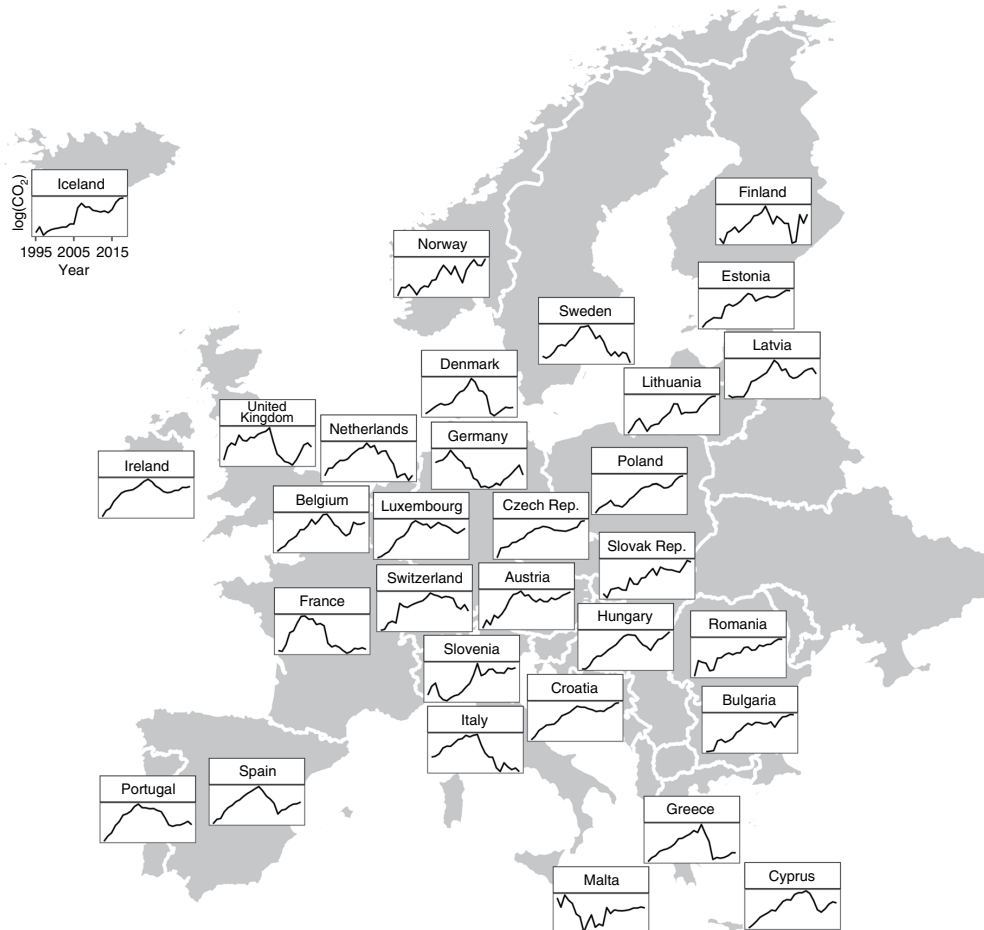 Iceland
log(CO₂)
1995 2005 2015
Year
Finland
Norway
Estonia
Sweden
Latvia
Denmark
Lithuania
United
Kingdom
Netherlands
Germany
Ireland
Poland
Belgium
Luxembourg
Czech Rep.
Slovak Rep.
Switzerland
Austria
France
Hungary
Romania
Slovenia
Croatia
Bulgaria
Italy
Spain
Portugal
Greece
Malta
Cyprus